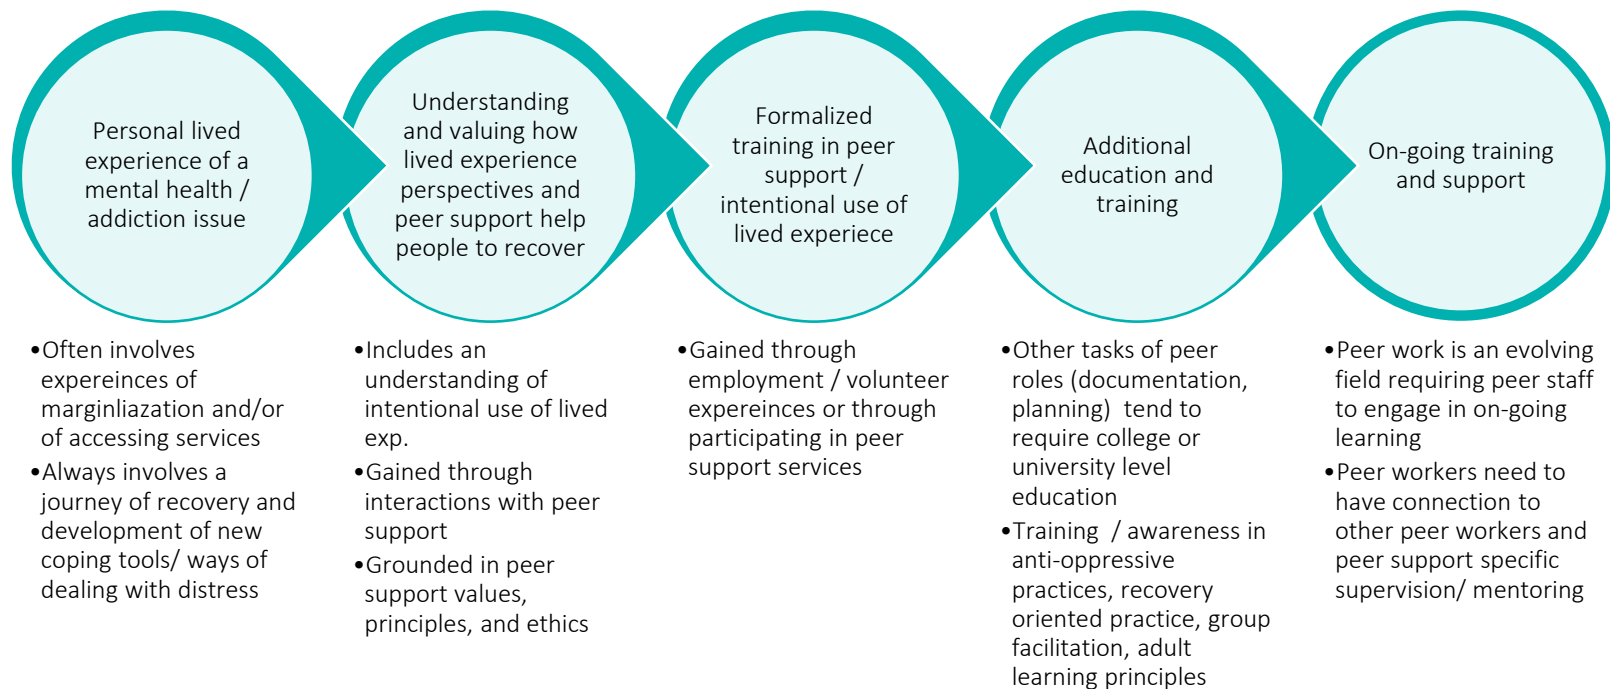 Personal lived
experience of a
mental health /
addiction issue
Understanding
and valuing how
lived experience
perspectives and
peer support help
people to recover
Formalized
training in peer
support /
intentional use of
lived experiece
Additional
education and
training
On-going training
and support
•Often involves
expereinces of
marginliazation and/or
of accessing services
•Always involves a
journey of recovery and
development of new
coping tools/ ways of
dealing with distress
•Includes an
understanding of
intentional use of lived
exp.
•Gained through
interactions with peer
support
•Grounded in peer
support values,
principles, and ethics
•Gained through
employment / volunteer
expereinces or through
participating in peer
support services
•Other tasks of peer
roles (documentation,
planning) tend to
require college or
university level
education
•Training / awareness in
anti-oppressive
practices, recovery
oriented practice, group
facilitation, adult
learning principles
•Peer work is an evolving
field requiring peer staff
to engage in on-going
learning
•Peer workers need to
have connection to
other peer workers and
peer support specific
supervision/ mentoring